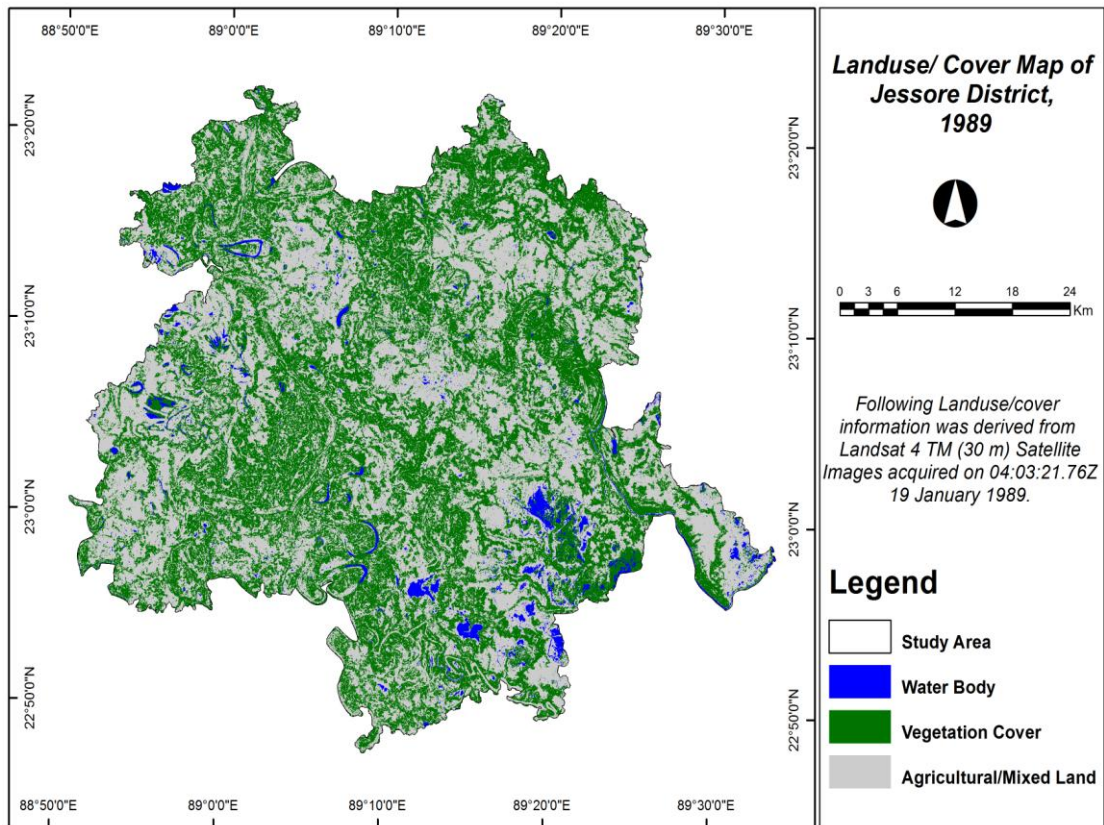 88°50'0"E
89°0'0"E
89°10'0"E
89°20'0"E
89°30'0"E
23°20'0"N
23°10'0"N
23°0'0"N
22°50'0"N
23°20'0"N
23°10'0"N
23°0'0"N
22°50'0"N
88°50'0"E
89°0'0"E
89°10'0"E
89°20'0"E
89°30'0"E
Landuse/ Cover Map of
Jessore District,
1989
0 3 6 12 18 24
Km
Following Landuse/cover
information was derived from
Landsat 4 TM (30 m) Satellite
Images acquired on 04:03:21.76Z
19 January 1989.
Legend
Study Area
Water Body
Vegetation Cover
Agricultural/Mixed Land